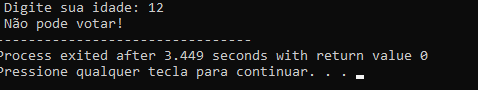 Digite sua idade: 12
Não pode votar!
--------------------------------
Process exited after 3.449 seconds with return value 0
Pressione qualquer tecla para continuar. . .